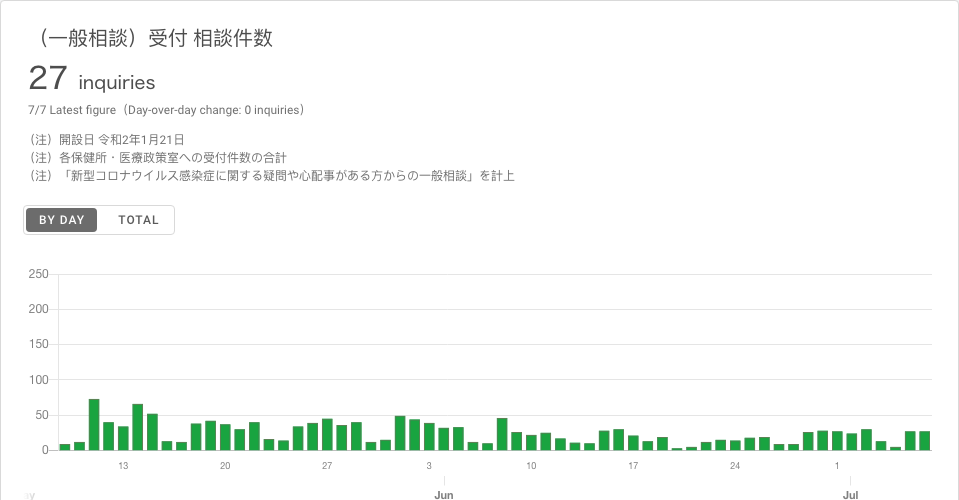 （一般相談）受付 相談件数
27 inquiries
7/7 Latest figure（Day-over-day change: 0 inquiries）
（注）開設日 令和2年1月21日
（注）各保健所・医療政策室への受付件数の合計
（注）「新型コロナウイルス感染症に関する疑問や心配事がある方からの一般相談」を計上
BY DAY TOTAL
250
200
150
100
50
0
13 20 27 3 10 17 24 1
Jun Jul